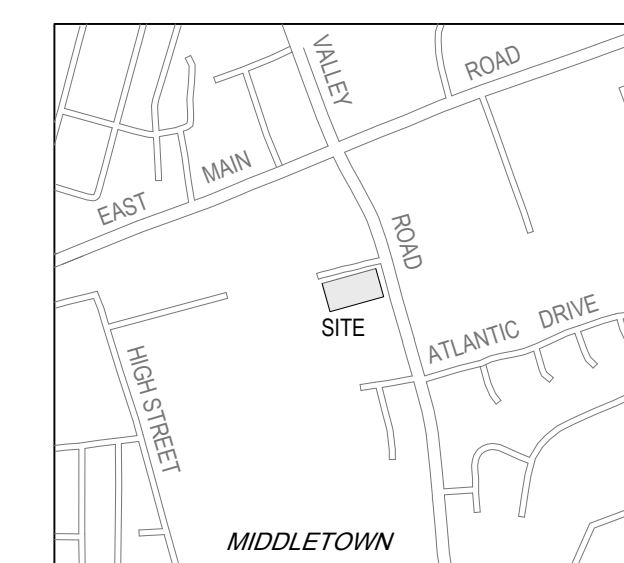 VALLEY ROAD
EAST MAIN ROAD
SITE
ATLANTIC DRIVE
HIGH STREET
MIDDLETOWN